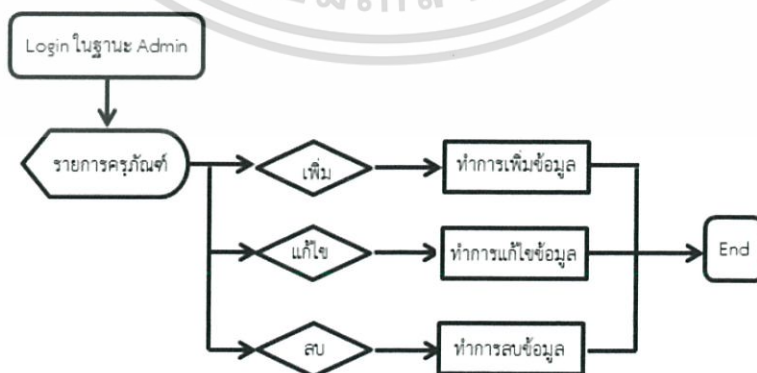 Login ในฐานะ Admin
รายการครุภัณฑ์
เพิ่ม
ทำการเพิ่มข้อมูล
แก้ไข
ทำการแก้ไขข้อมูล
End
ลบ
ทำการลบข้อมูล